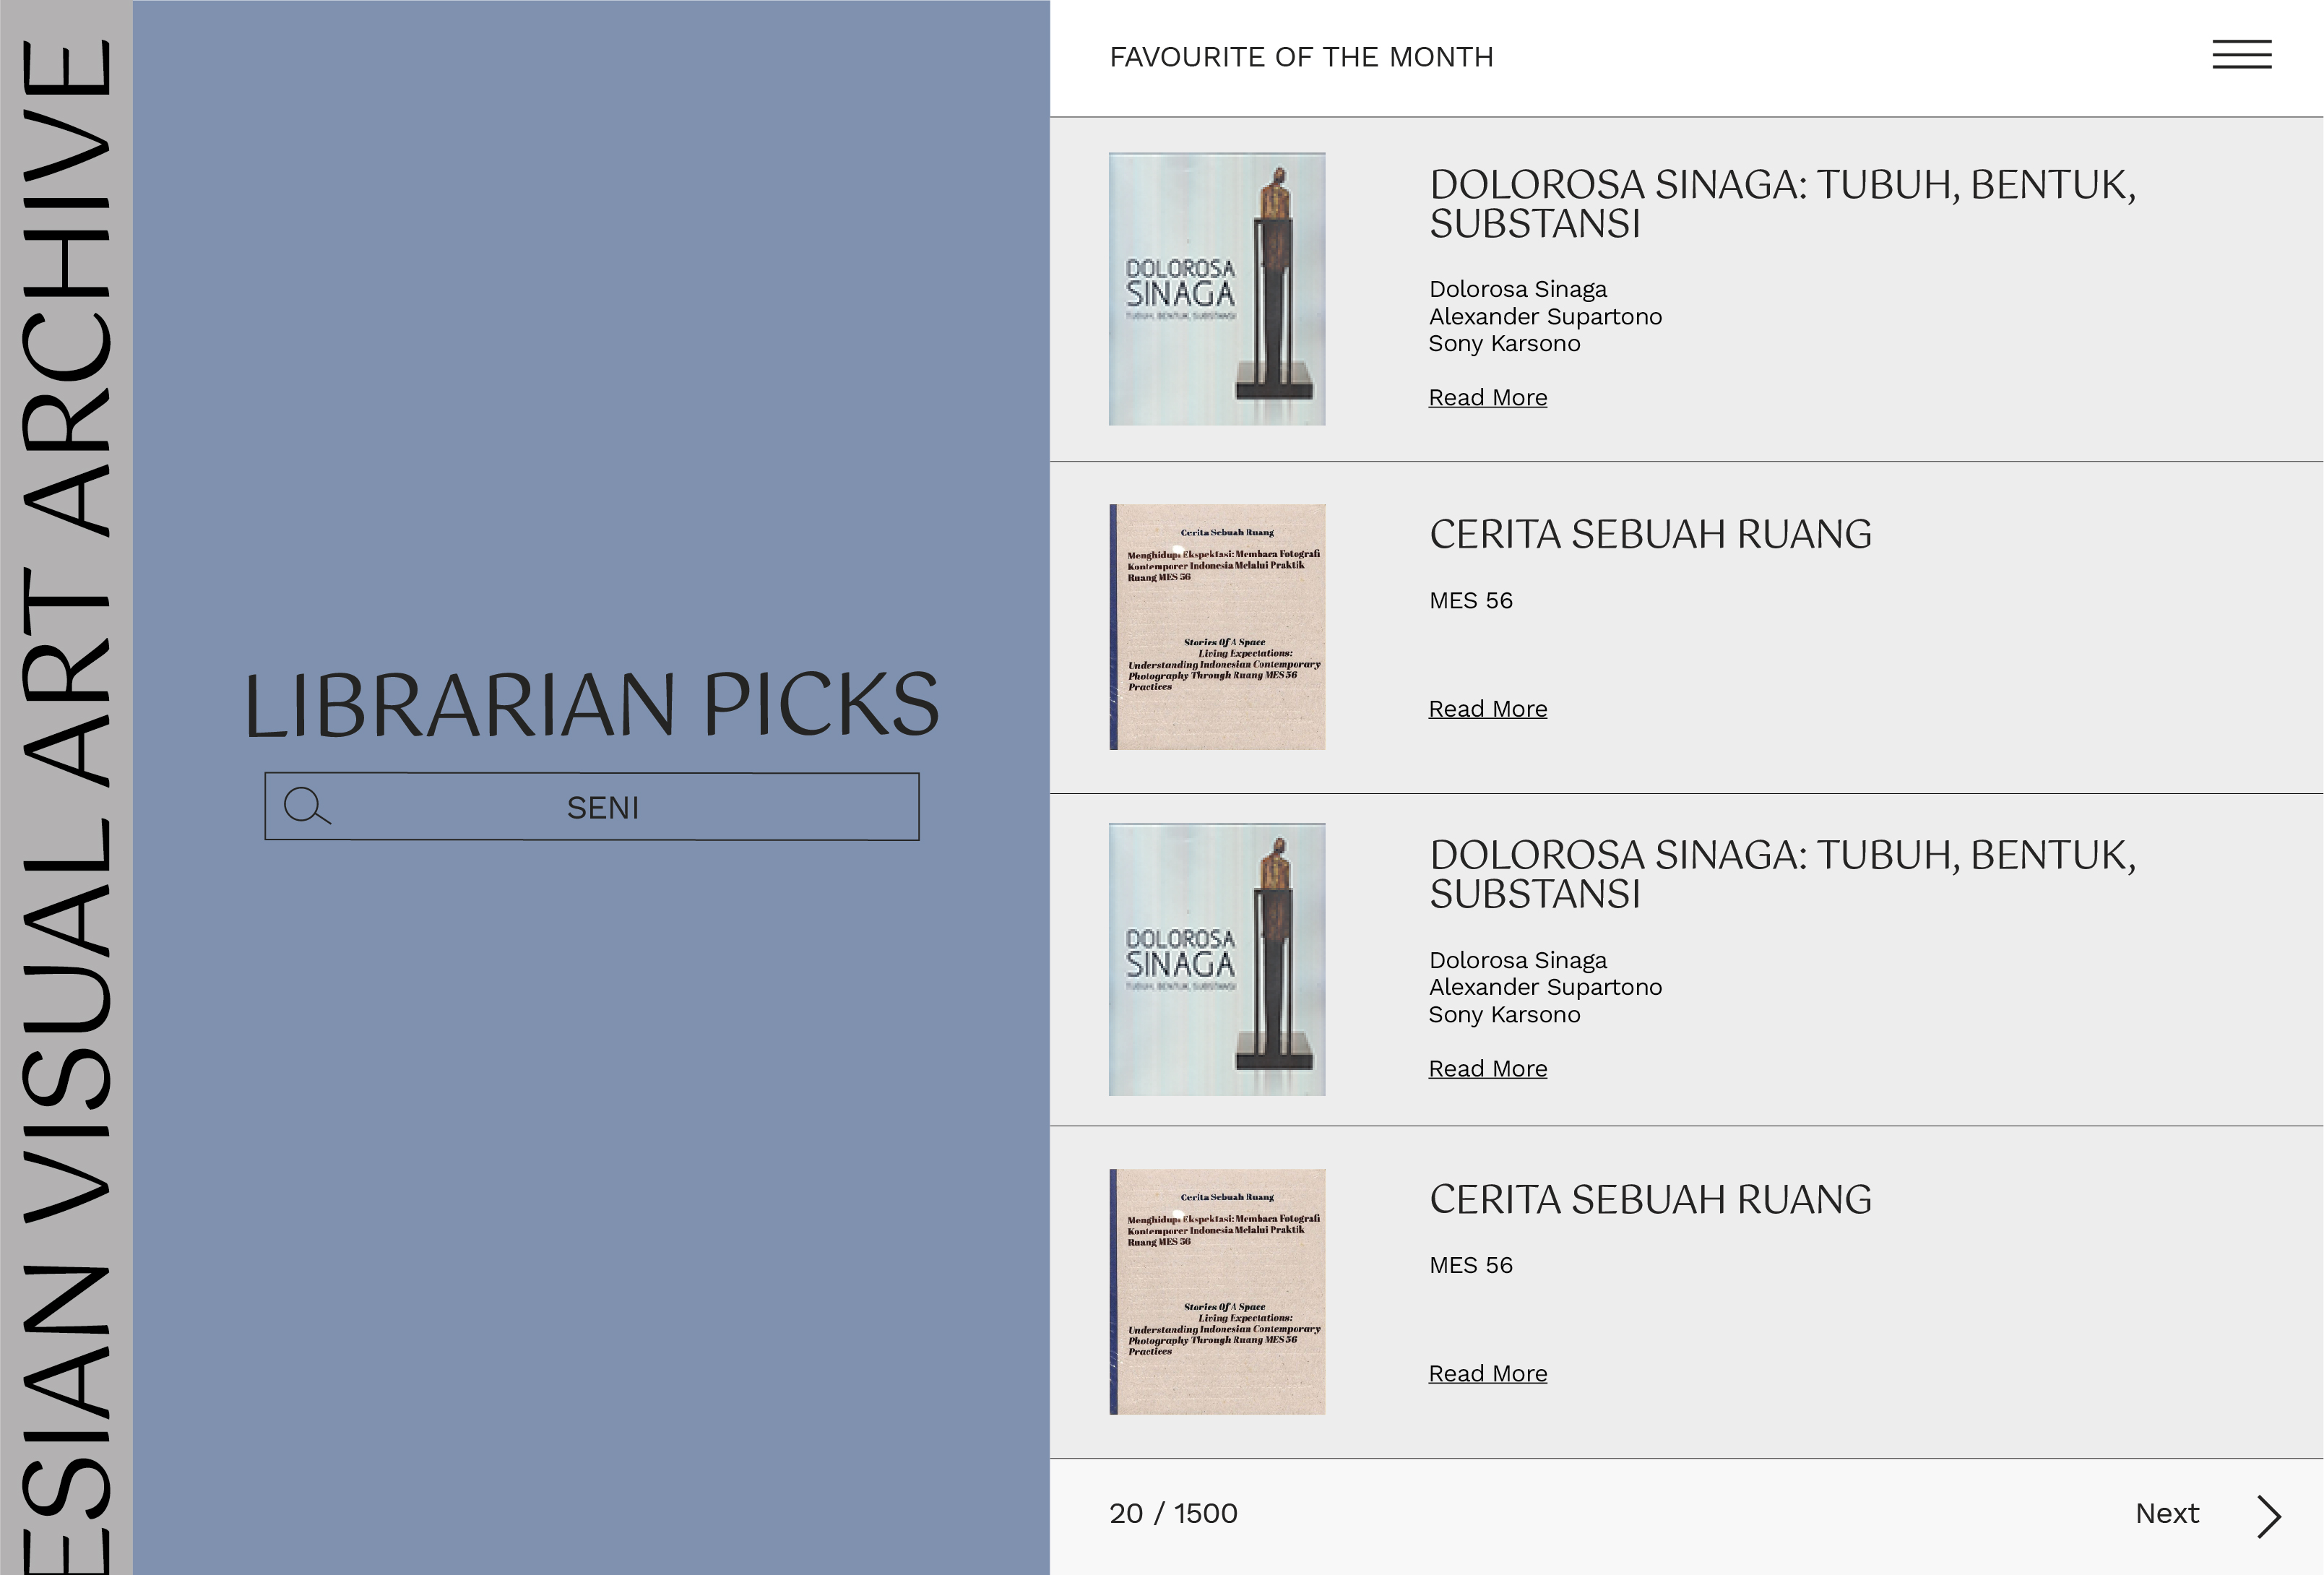 ESIAN VISUAL ART ARCHIVE
LIBRARIAN PICKS
SENI
FAVOURITE OF THE MONTH
DOLOROSA
SINAGA
TUBUH, BENTUK, SUBSTANSI
DOLOROSA SINAGA: TUBUH, BENTUK,
SUBSTANSI
Dolorosa Sinaga
Alexander Supartono
Sony Karsono
Read More
Cerita Sebuah Ruang
Menghidupi Ekspektasi: Membaca Fotografi
Kontemporer Indonesia Melalui Praktik
Ruang MES 56
Stories Of A Space
Living Expectations:
Understanding Indonesian Contemporary
Photography Through Ruang MES 56
Practices
CERITA SEBUAH RUANG
MES 56
Read More
DOLOROSA
SINAGA
TUBUH, BENTUK, SUBSTANSI
DOLOROSA SINAGA: TUBUH, BENTUK,
SUBSTANSI
Dolorosa Sinaga
Alexander Supartono
Sony Karsono
Read More
Cerita Sebuah Ruang
Menghidupi Ekspektasi: Membaca Fotografi
Kontemporer Indonesia Melalui Praktik
Ruang MES 56
Stories Of A Space
Living Expectations:
Understanding Indonesian Contemporary
Photography Through Ruang MES 56
Practices
CERITA SEBUAH RUANG
MES 56
Read More
20 / 1500
Next